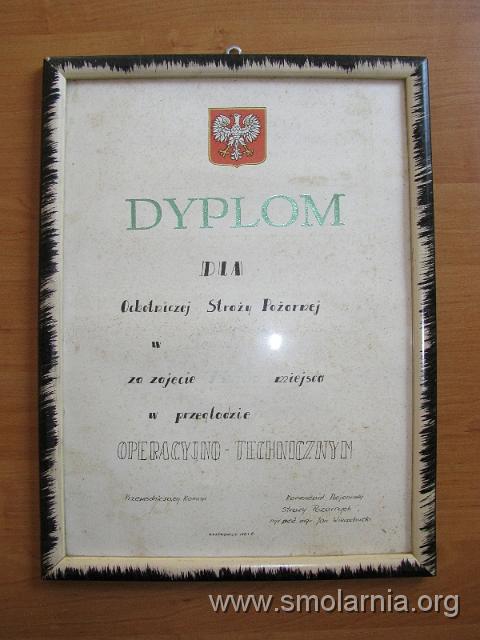 DYPLOM
DLA
Ochotniczej Straży Pożarnej
w
za zajęcie miejsca
w przeglądzie
OPERACYJNO-TECHNICZNYM
Przewodniczący Komisji
Komendant Rejonowy
Straży Pożarnych
www.smolarnia.org